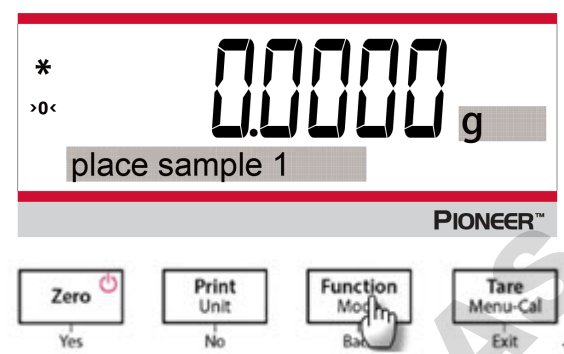 *
>0<
0.0000 g
place sample 1
PIONEER™
Zero Print Function Tare
Unit Menu-Cal
Yes No Exit